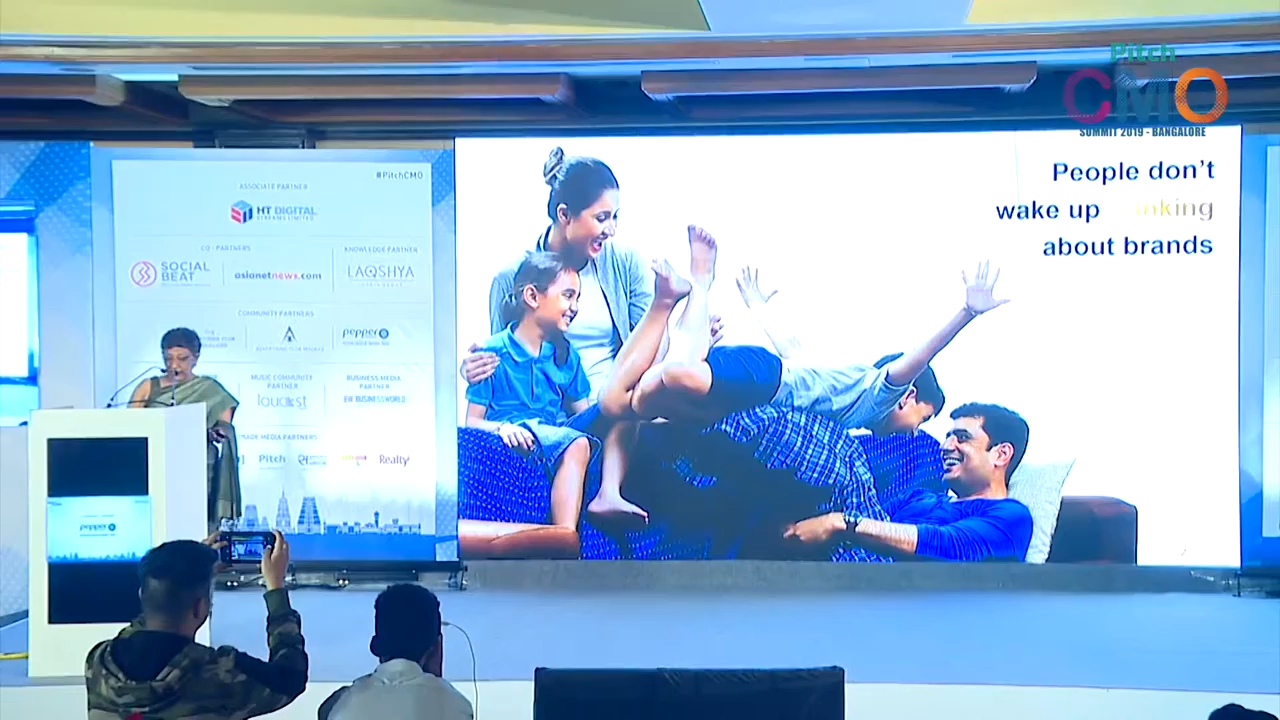 Pitch
CMO
SUMMIT 2019 - BANGALORE
#PitchCMO
ASSOCIATE PARTNER
HT DIGITAL
STREAMS LIMITED
CO - PARTNERS
KNOWLEDGE PARTNER
SOCIAL
BEAT
asianetnews.com
LAQSHYA
COMMUNITY PARTNERS
pepper
MUSIC COMMUNITY
PARTNER
BUSINESS MEDIA
PARTNER
BW BUSINESSWORLD
MEDIA PARTNERS
Pitch
Realty+
pepper
People don't
wake up
about brands